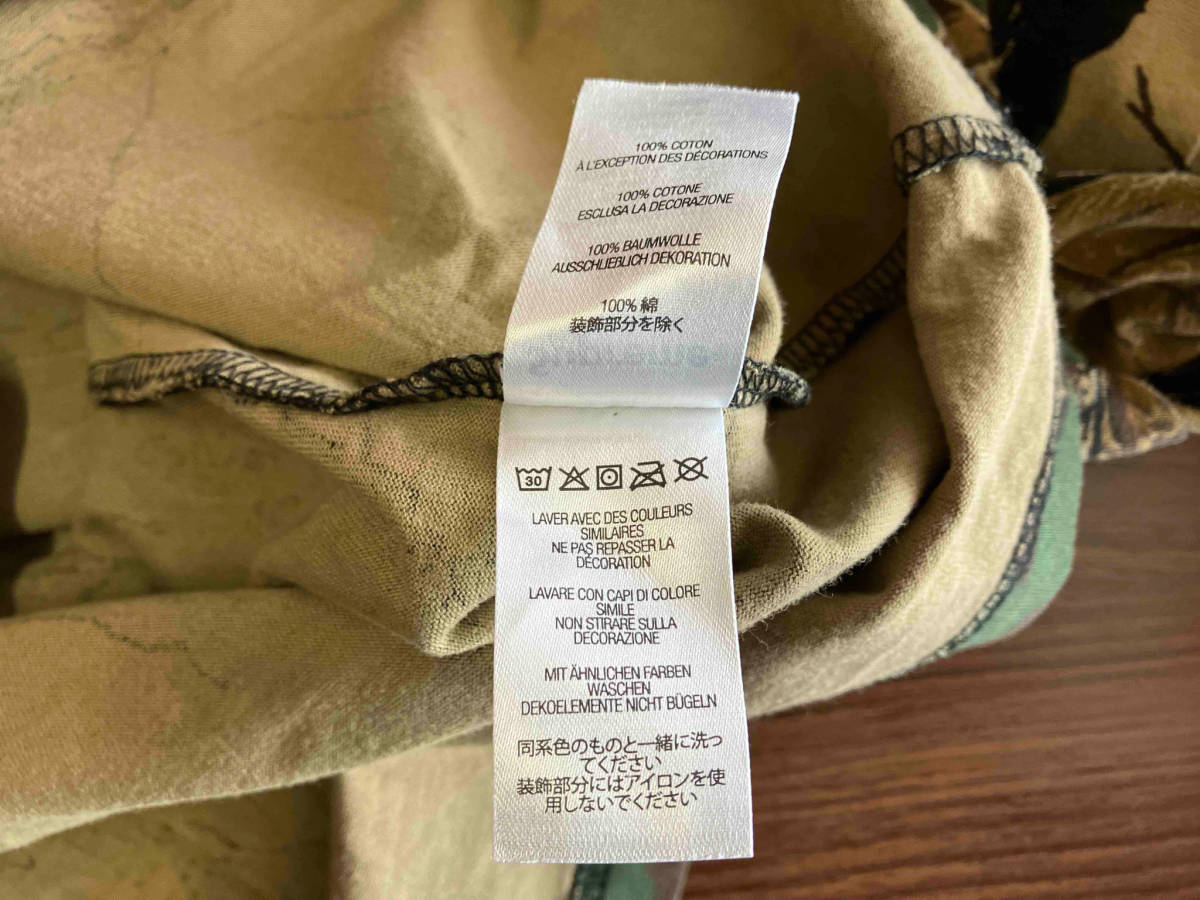 100% COTON
À L'EXCEPTION DES DÉCORATIONS
100% COTONE
ESCLUSA LA DECORAZIONE
100% BAUMWOLLE
AUSSCHLIEBLICH DEKORATION
100% 綿
装飾部分を除く
30
LAVER AVEC DES COULEURS
SIMILAIRES
NE PAS REPASSER LA
DÉCORATION
LAVARE CON CAPI DI COLORE
SIMILE
NON STIRARE SULLA
DECORAZIONE
MIT ÄHNLICHEN FARBEN
WASCHEN
DEKOELEMENTE NICHT BÜGELN
同系色のものと一緒に洗っ
てください
装飾部分にはアイロンを使
用しないでください